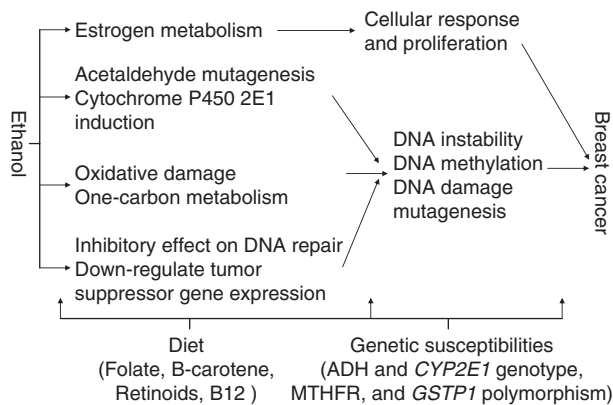 Ethanol
Estrogen metabolism
Cellular response
and proliferation
Acetaldehyde mutagenesis
Cytochrome P450 2E1
induction
Oxidative damage
One-carbon metabolism
Inhibitory effect on DNA repair
Down-regulate tumor
suppressor gene expression
DNA instability
DNA methylation
DNA damage
mutagenesis
Breast cancer
Diet
(Folate, B-carotene,
Retinoids, B12 )
Genetic susceptibilities
(ADH and CYP2E1 genotype,
MTHFR, and GSTP1 polymorphism)